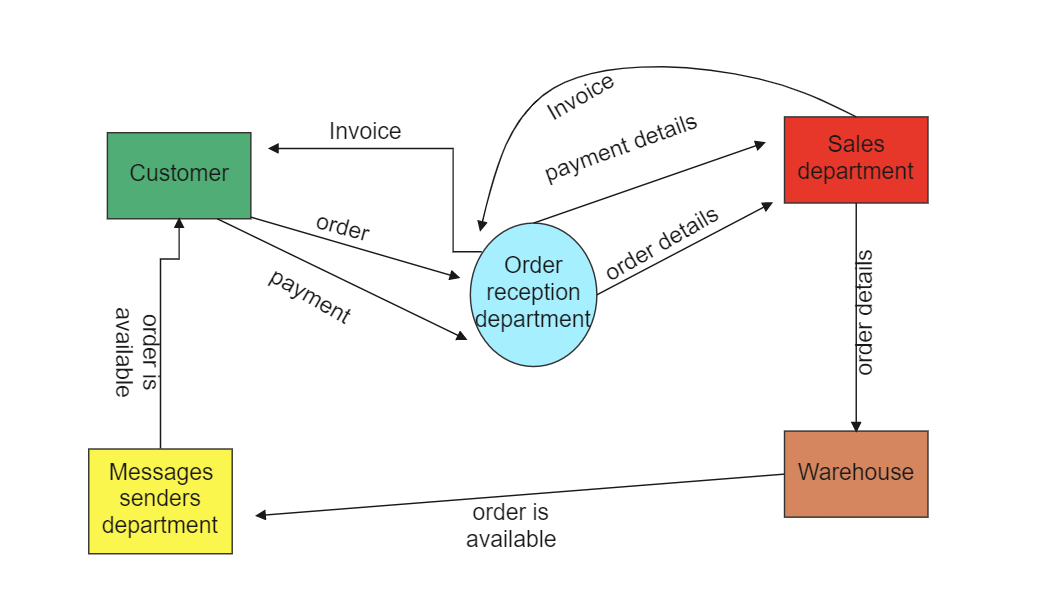 Invoice
Invoice
payment details
Sales
department
Customer
order
payment
order details
Order
reception
department
order details
order is
available
Messages
senders
department
Warehouse
order is
available